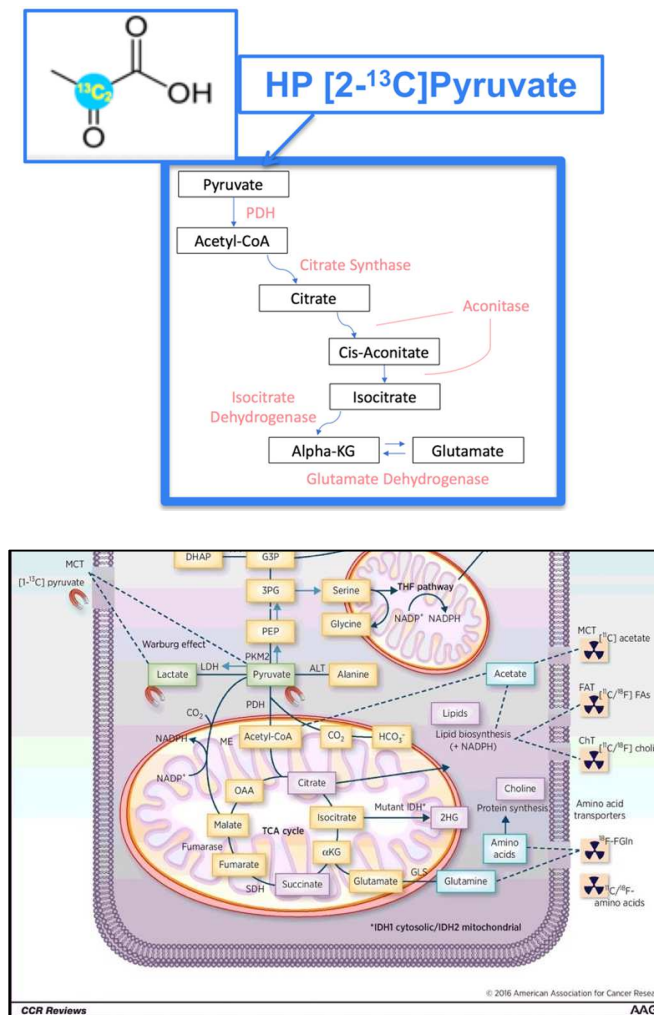 O
OH
¹³C₂
O
HP [2-¹³C]Pyruvate
Pyruvate
PDH
Acetyl-CoA
Citrate Synthase
Citrate
Aconitase
Cis-Aconitate
Isocitrate
Isocitrate
Dehydrogenase
Alpha-KG
Glutamate
Glutamate Dehydrogenase
DHAP
G3P
MCT
[1-¹³C] pyruvate
3PG
Serine
THF pathway
NADP⁺
NADPH
Glycine
PEP
Warburg effect
PKM2
Lactate
LDH
Pyruvate
ALT
Alanine
MCT
[¹¹C] acetate
Acetate
FAT
[¹¹C/¹⁸F] FAs
PDH
CO₂
Lipids
Lipid biosynthesis
(+ NADPH)
NADPH
ME
Acetyl-CoA
CO₂
HCO₃⁻
ChT
[¹¹C/¹⁸F] choli
NADP⁺
Citrate
OAA
Choline
Mutant IDH*
Isocitrate
2HG
Protein synthesis
Amino acid
transporters
Malate
TCA cycle
Fumarase
αKG
Amino
acids
¹⁸F-FGln
Fumarate
GLS
SDH
Succinate
Glutamate
Glutamine
¹¹C/¹⁸F-
amino acids
*IDH1 cytosolic/IDH2 mitochondrial
© 2016 American Association for Cancer Resea
CCR Reviews
AAC